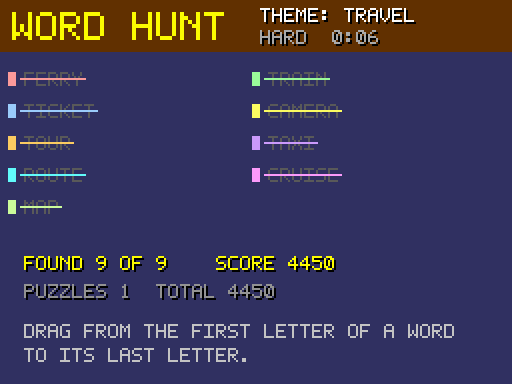 WORD HUNT
THEME: TRAVEL
HARD 0:06
FERRY TRAIN
TICKET CAMERA
TOUR TAXI
ROUTE CRUISE
MAP
FOUND 9 OF 9 SCORE 4450
PUZZLES 1 TOTAL 4450
DRAG FROM THE FIRST LETTER OF A WORD
TO ITS LAST LETTER.